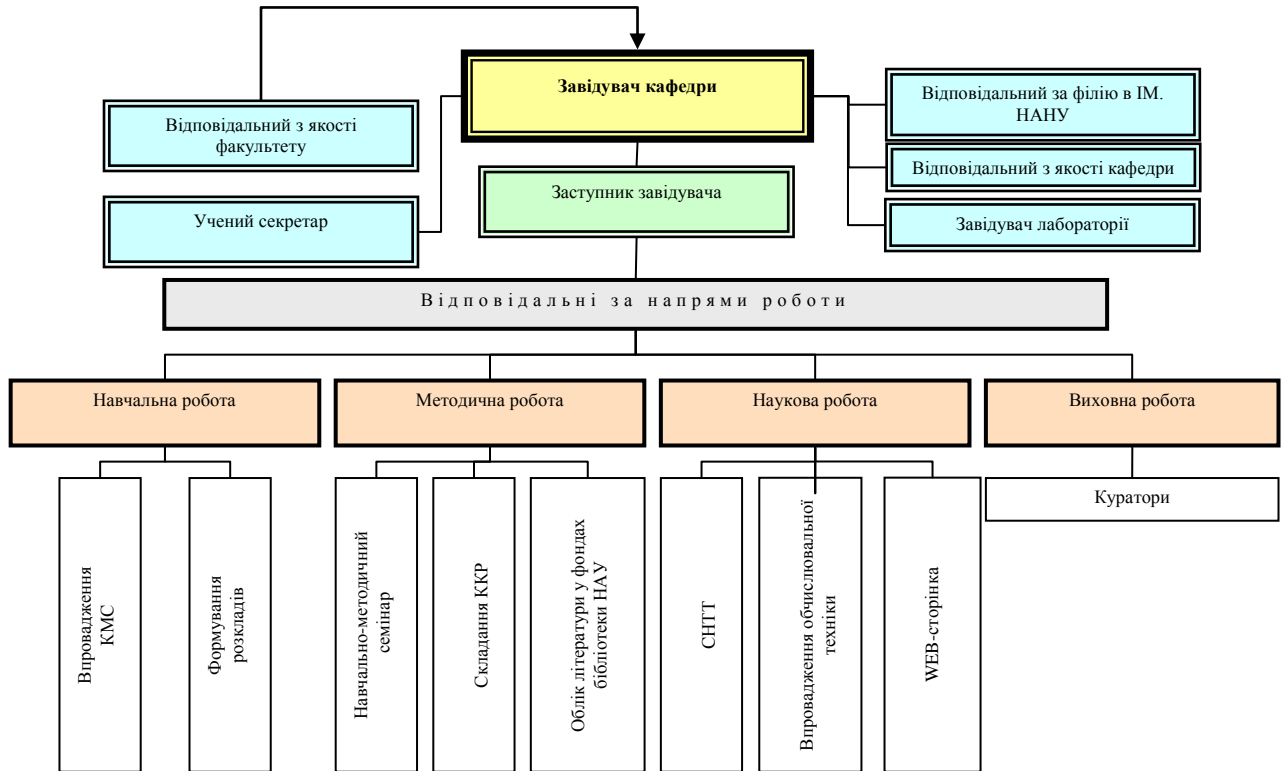 Завідувач кафедри
Відповідальний з якості
факультету
Відповідальний за філію в ІМ.
НАНУ
Відповідальний з якості кафедри
Заступник завідувача
Учений секретар
Завідувач лабораторії
Відповідальні за напрями роботи
Навчальна робота
Методична робота
Наукова робота
Виховна робота
Впровадження
КМС
Формування
розкладів
Навчально-методичний
семінар
Складання ККР
Облік літератури у фондах
бібліотеки НАУ
СНТТ
Впровадження обчислювальної
техніки
WEB-сторінка
Куратори